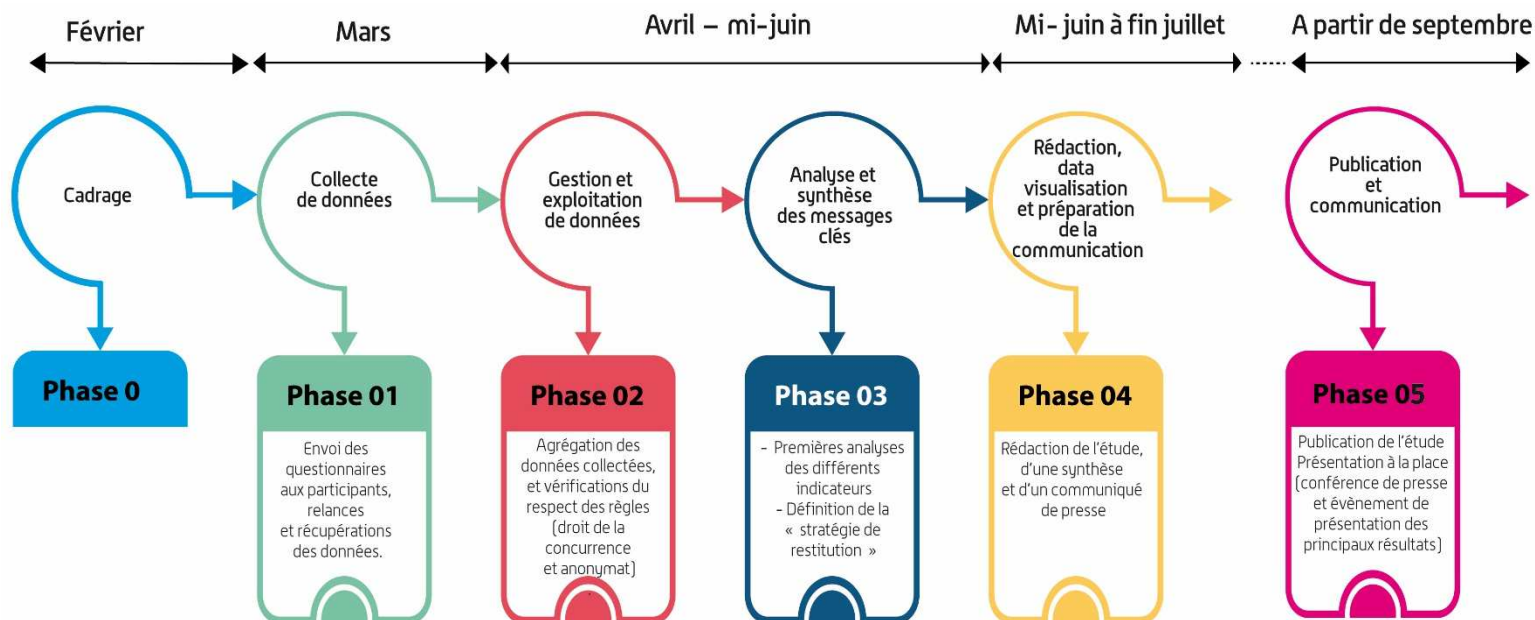 Février
Mars
Avril – mi-juin
Mi- juin à fin juillet
A partir de septembre
Cadrage
Collecte
de données
Gestion et
exploitation
de données
Analyse et
synthèse
des messages
clés
Rédaction,
data
visualisation
et préparation
de la
communication
Publication
et
communication
Phase 0
Phase 01
Envoi des
questionnaires
aux participants,
relances
et récupérations
des données.
Phase 02
Agrégation des
données collectées,
et vérifications du
respect des règles
(droit de la
concurrence
et anonymat)
Phase 03
- Premières analyses
des différents
indicateurs
- Définition de la
« stratégie de
restitution »
Phase 04
Rédaction de l'étude,
d'une synthèse
et d'un communiqué
de presse
Phase 05
Publication de l'étude
Présentation à la place
(conférence de presse
et évènement de
présentation des
principaux résultats)